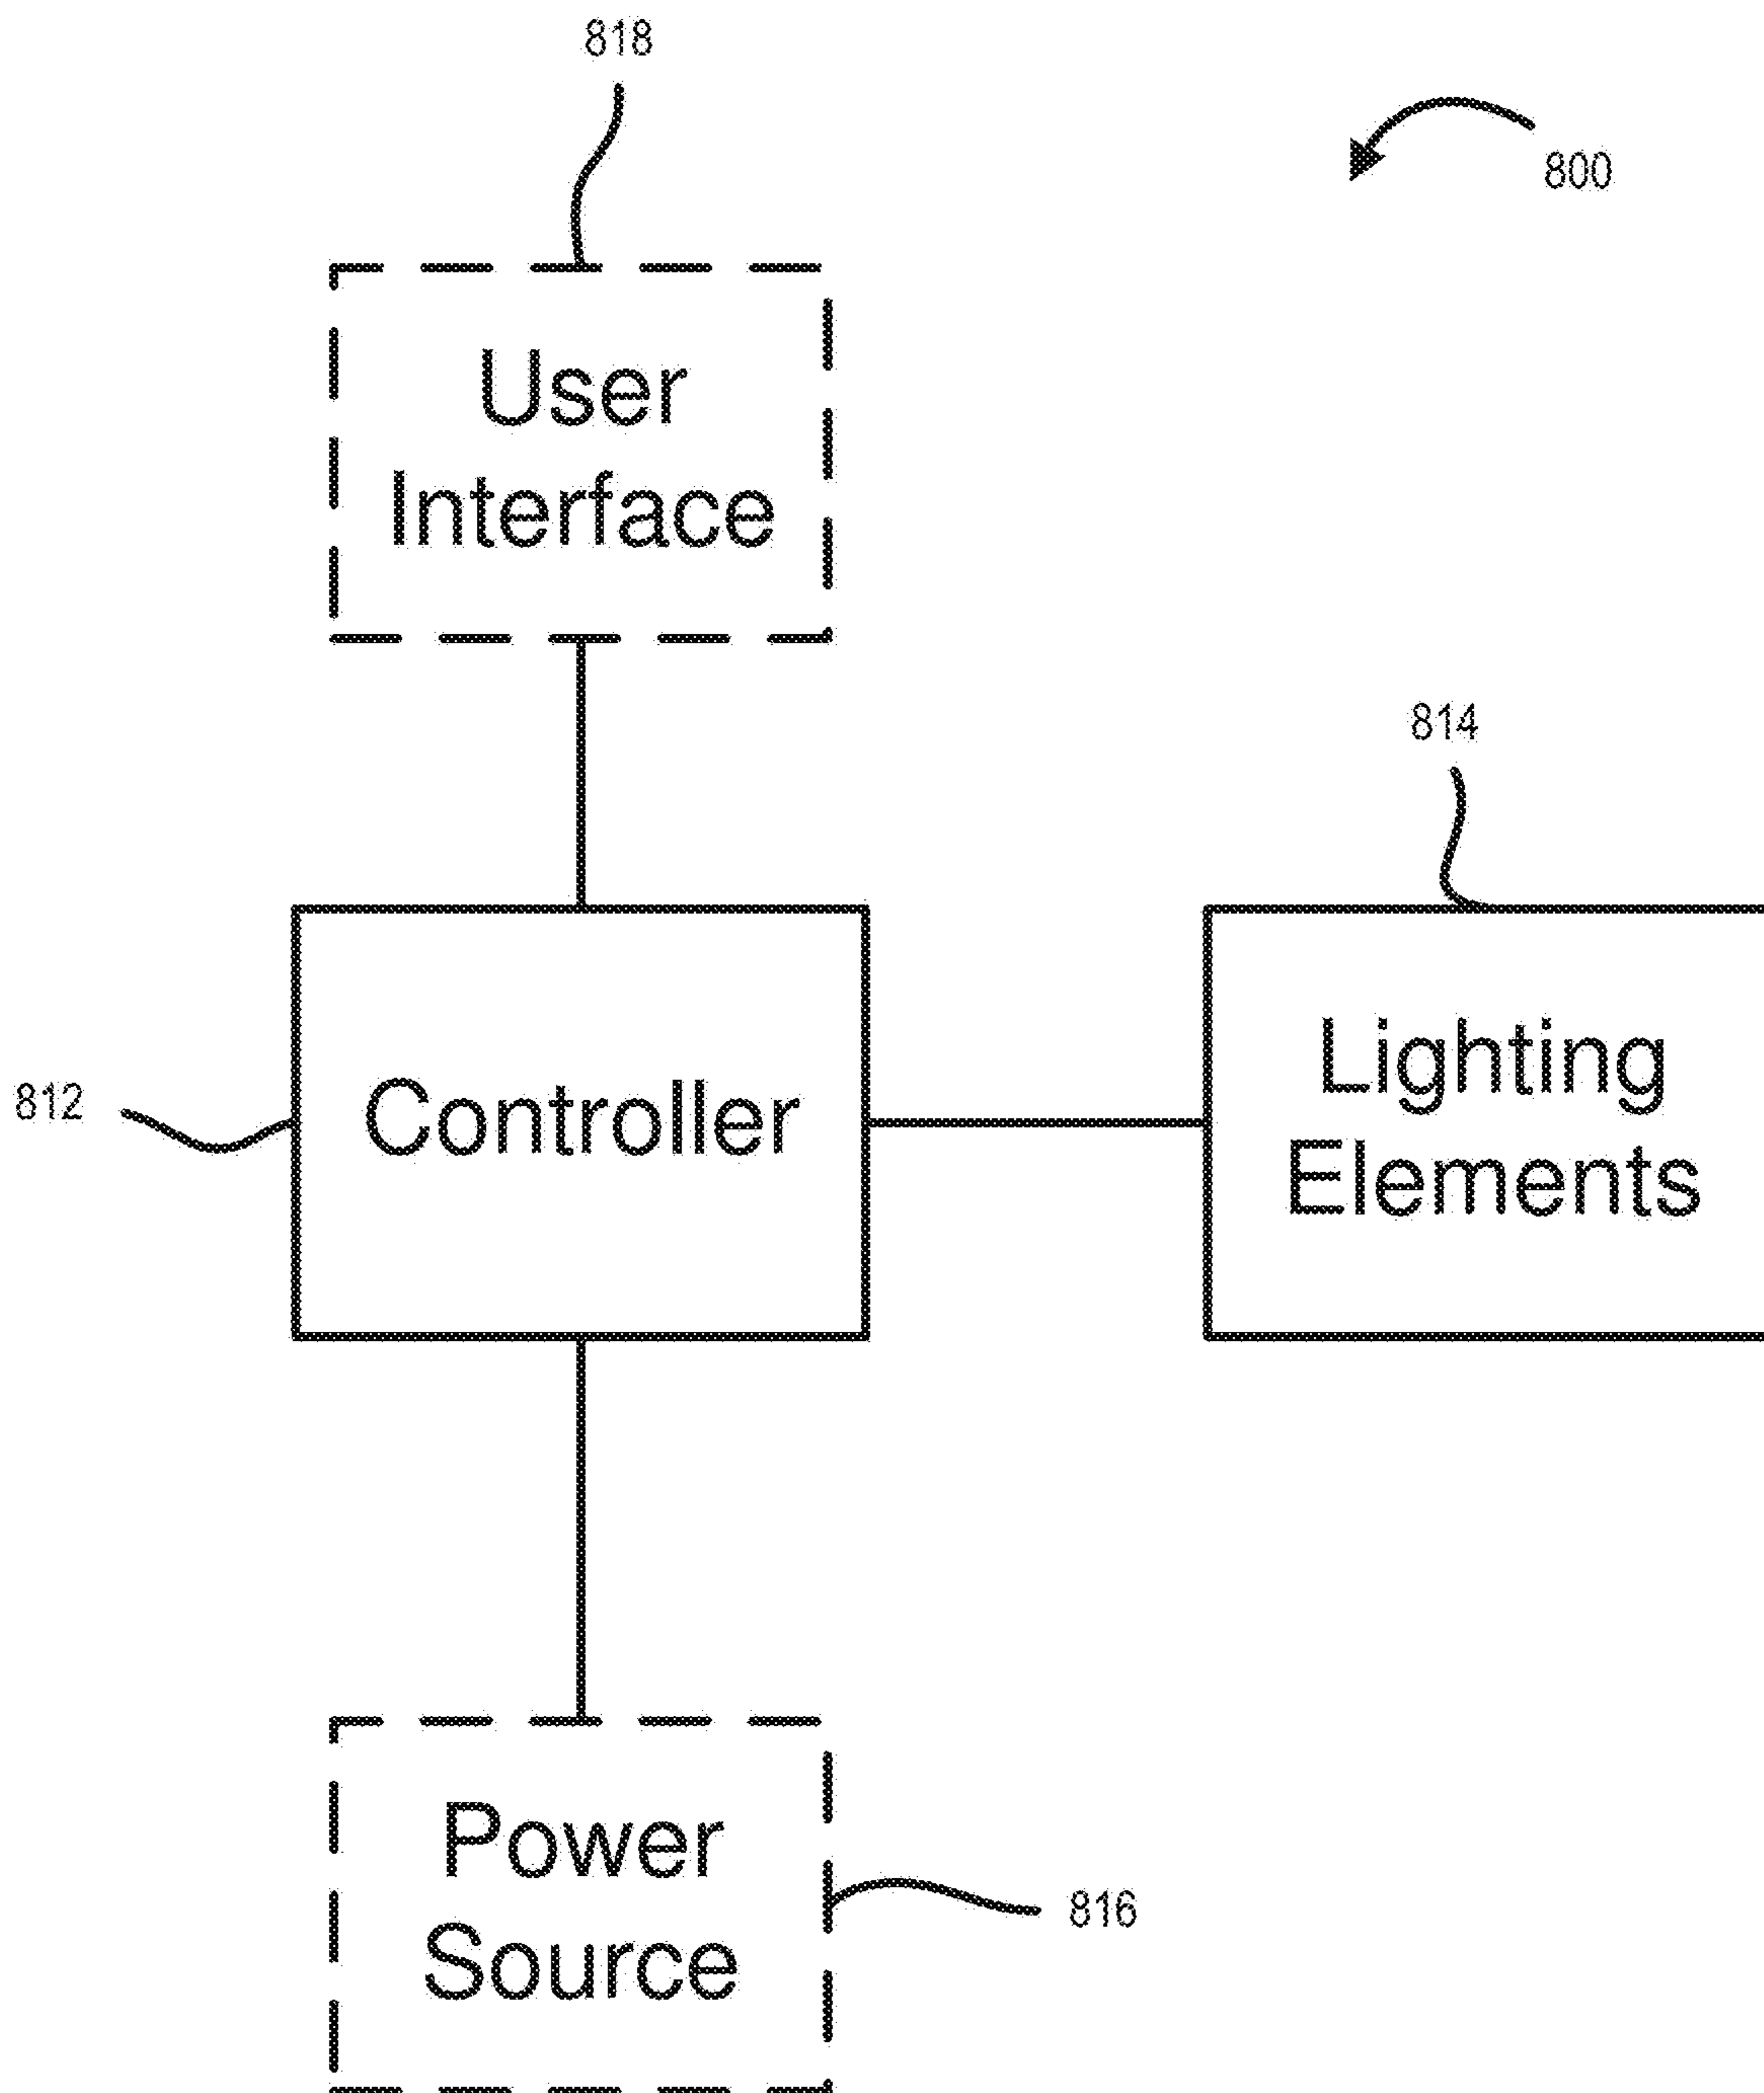 818
800
User
Interface
814
812
Controller
Lighting
Elements
Power
Source
816